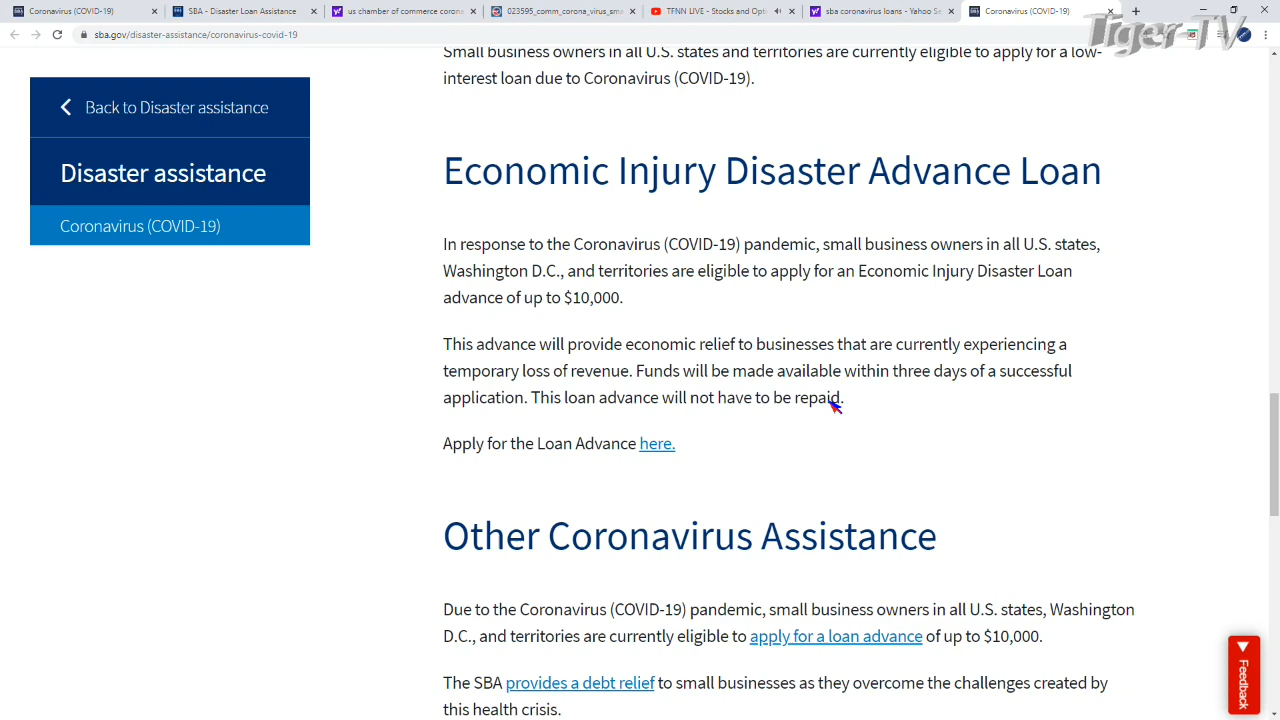 Coronavirus (COVID-19)
SBA - Disaster Loan Assistance
us chamber of commerce corona
023595_comm_corona_virus_sma
TFNN LIVE - Stocks and Opti
sba coronavirus loans - Yahoo Se
Coronavirus (COVID-19)
sba.gov/disaster-assistance/coronavirus-covid-19
Tiger TV
Small business owners in all U.S. states and territories are currently eligible to apply for a low-
interest loan due to Coronavirus (COVID-19).
Back to Disaster assistance
Disaster assistance
Coronavirus (COVID-19)
Economic Injury Disaster Advance Loan
In response to the Coronavirus (COVID-19) pandemic, small business owners in all U.S. states,
Washington D.C., and territories are eligible to apply for an Economic Injury Disaster Loan
advance of up to $10,000.
This advance will provide economic relief to businesses that are currently experiencing a
temporary loss of revenue. Funds will be made available within three days of a successful
application. This loan advance will not have to be repaid.
Apply for the Loan Advance here.
Other Coronavirus Assistance
Due to the Coronavirus (COVID-19) pandemic, small business owners in all U.S. states, Washington
D.C., and territories are currently eligible to apply for a loan advance of up to $10,000.
The SBA provides a debt relief to small businesses as they overcome the challenges created by
this health crisis.
Feedback